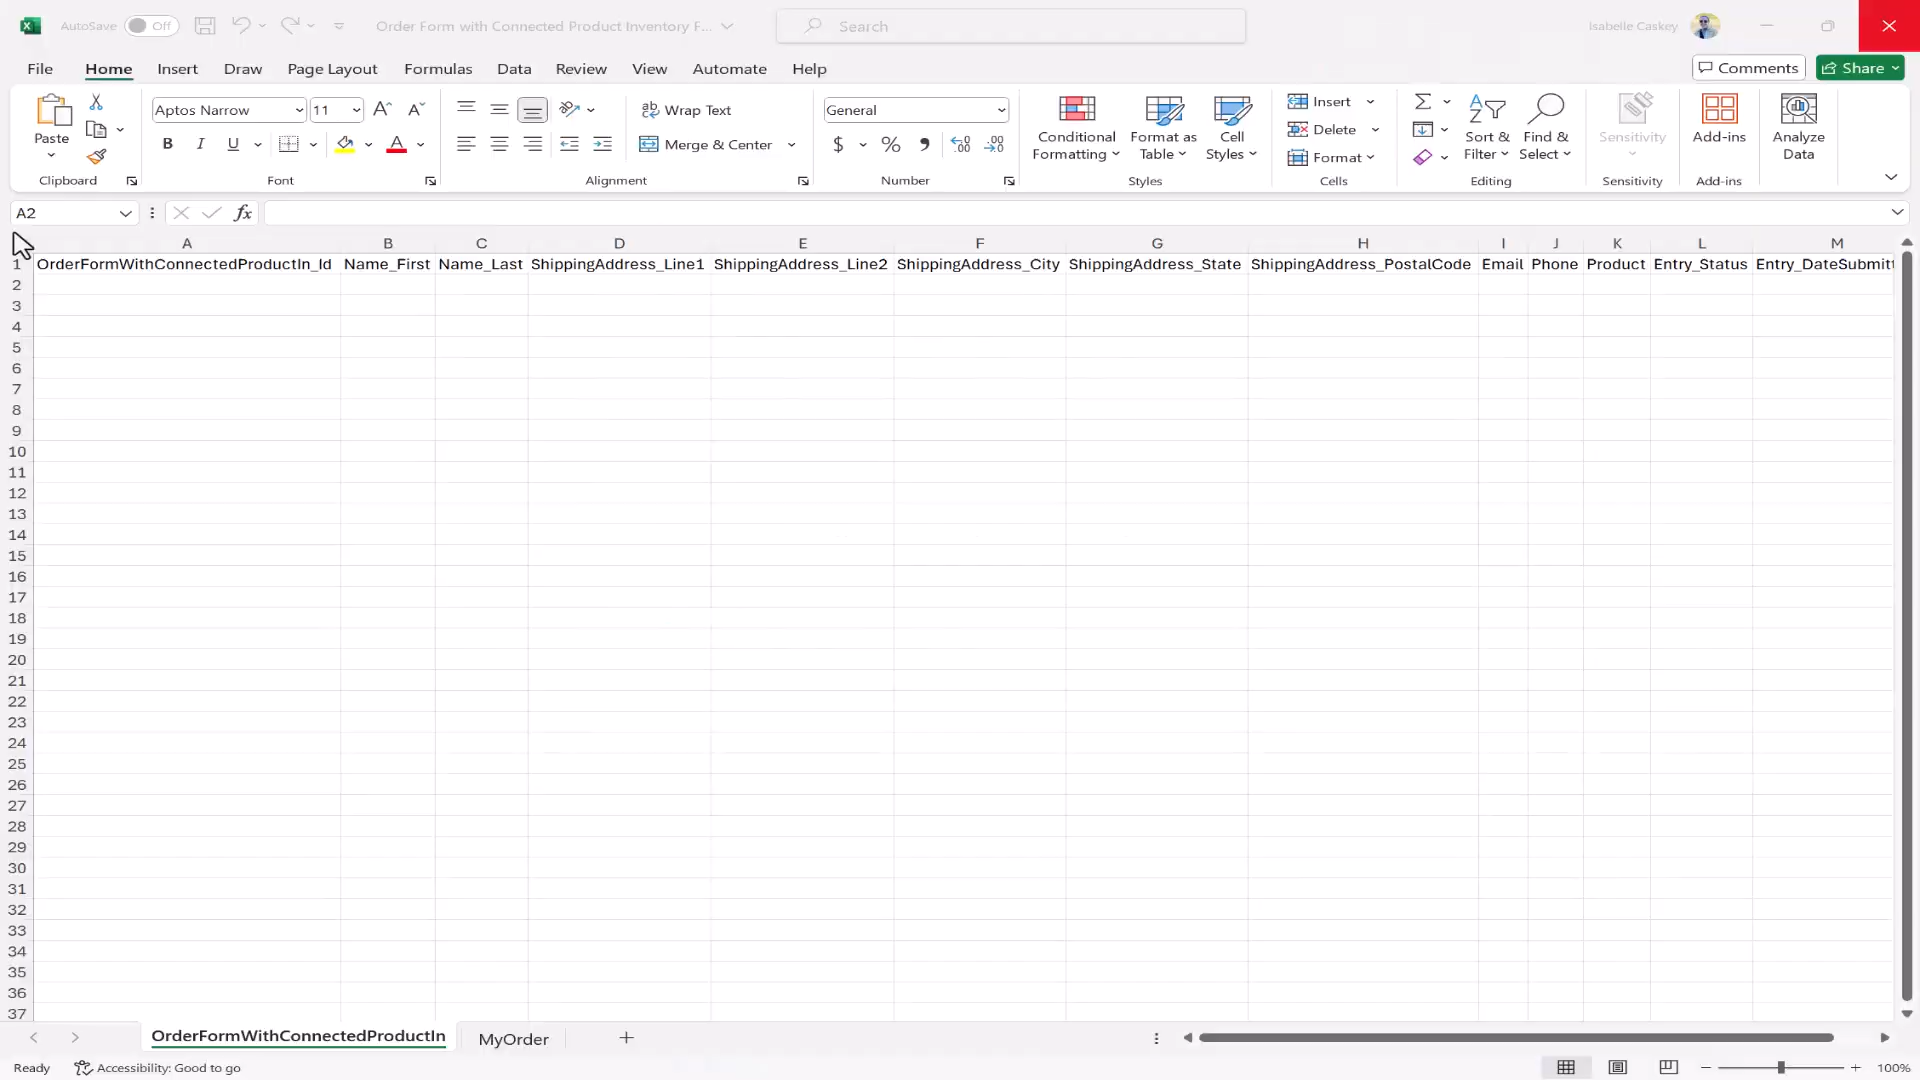 AutoSave Off Order Form with Connected Product Inventory F... Search Isabelle Caskey
File Home Insert Draw Page Layout Formulas Data Review View Automate Help Comments Share
Paste
Clipboard
Aptos Narrow 11
B I U A
Font
Wrap Text
Merge & Center
Alignment
General
$ % 9
Number
Conditional Formatting
Format as Table
Cell Styles
Styles
Insert
Delete
Format
Cells
Sort & Filter
Find & Select
Editing
Sensitivity
Sensitivity
Add-ins
Add-ins
Analyze Data
A2 fx
A B C D E F G H I J K L M
1 OrderFormWithConnectedProductIn_Id Name_First Name_Last ShippingAddress_Line1 ShippingAddress_Line2 ShippingAddress_City ShippingAddress_State ShippingAddress_PostalCode Email Phone Product Entry_Status Entry_DateSubmitt
2
3
4
5
6
7
8
9
10
11
12
13
14
15
16
17
18
19
20
21
22
23
24
25
26
27
28
29
30
31
32
33
34
35
36
37
OrderFormWithConnectedProductIn MyOrder
Ready Accessibility: Good to go 100%